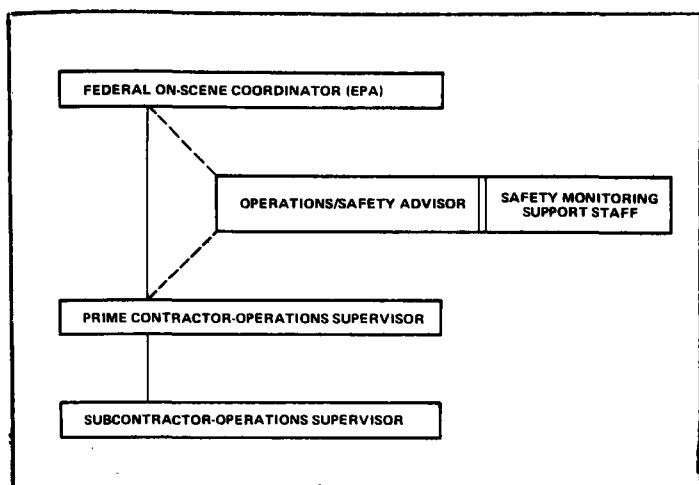 FEDERAL ON-SCENE COORDINATOR (EPA)
OPERATIONS/SAFETY ADVISOR
SAFETY MONITORING
SUPPORT STAFF
PRIME CONTRACTOR-OPERATIONS SUPERVISOR
SUBCONTRACTOR-OPERATIONS SUPERVISOR